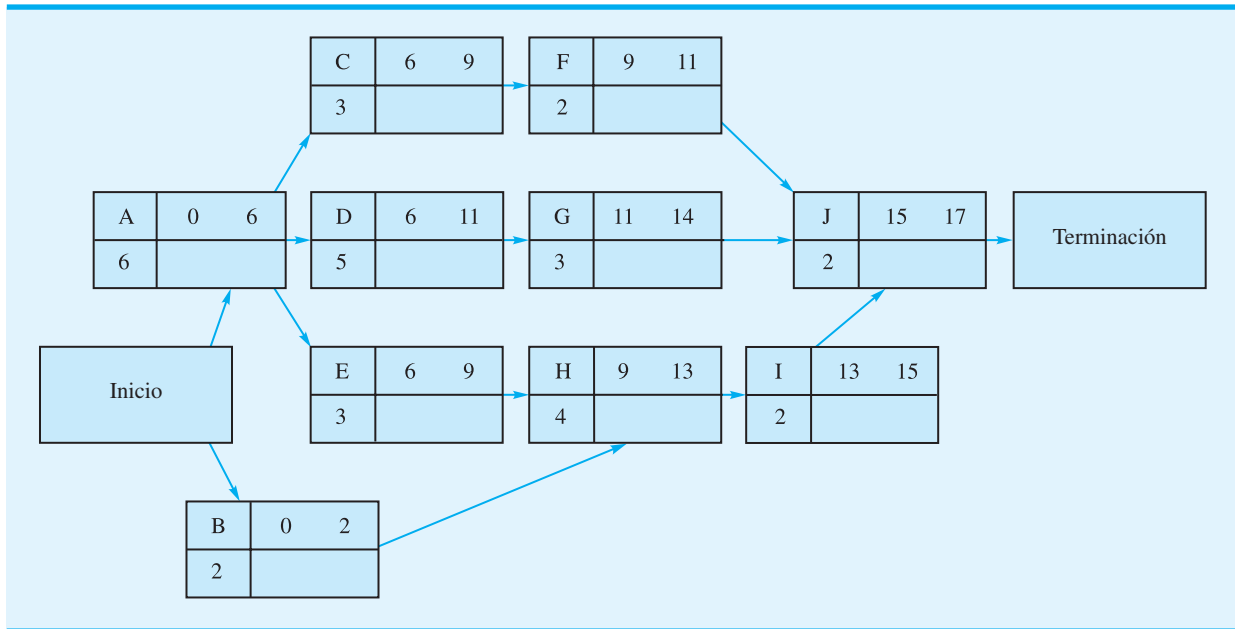 C 6 9
3
F 9 11
2
A 0 6
6
D 6 11
5
G 11 14
3
J 15 17
2
Terminación
Inicio
E 6 9
3
H 9 13
4
I 13 15
2
B 0 2
2